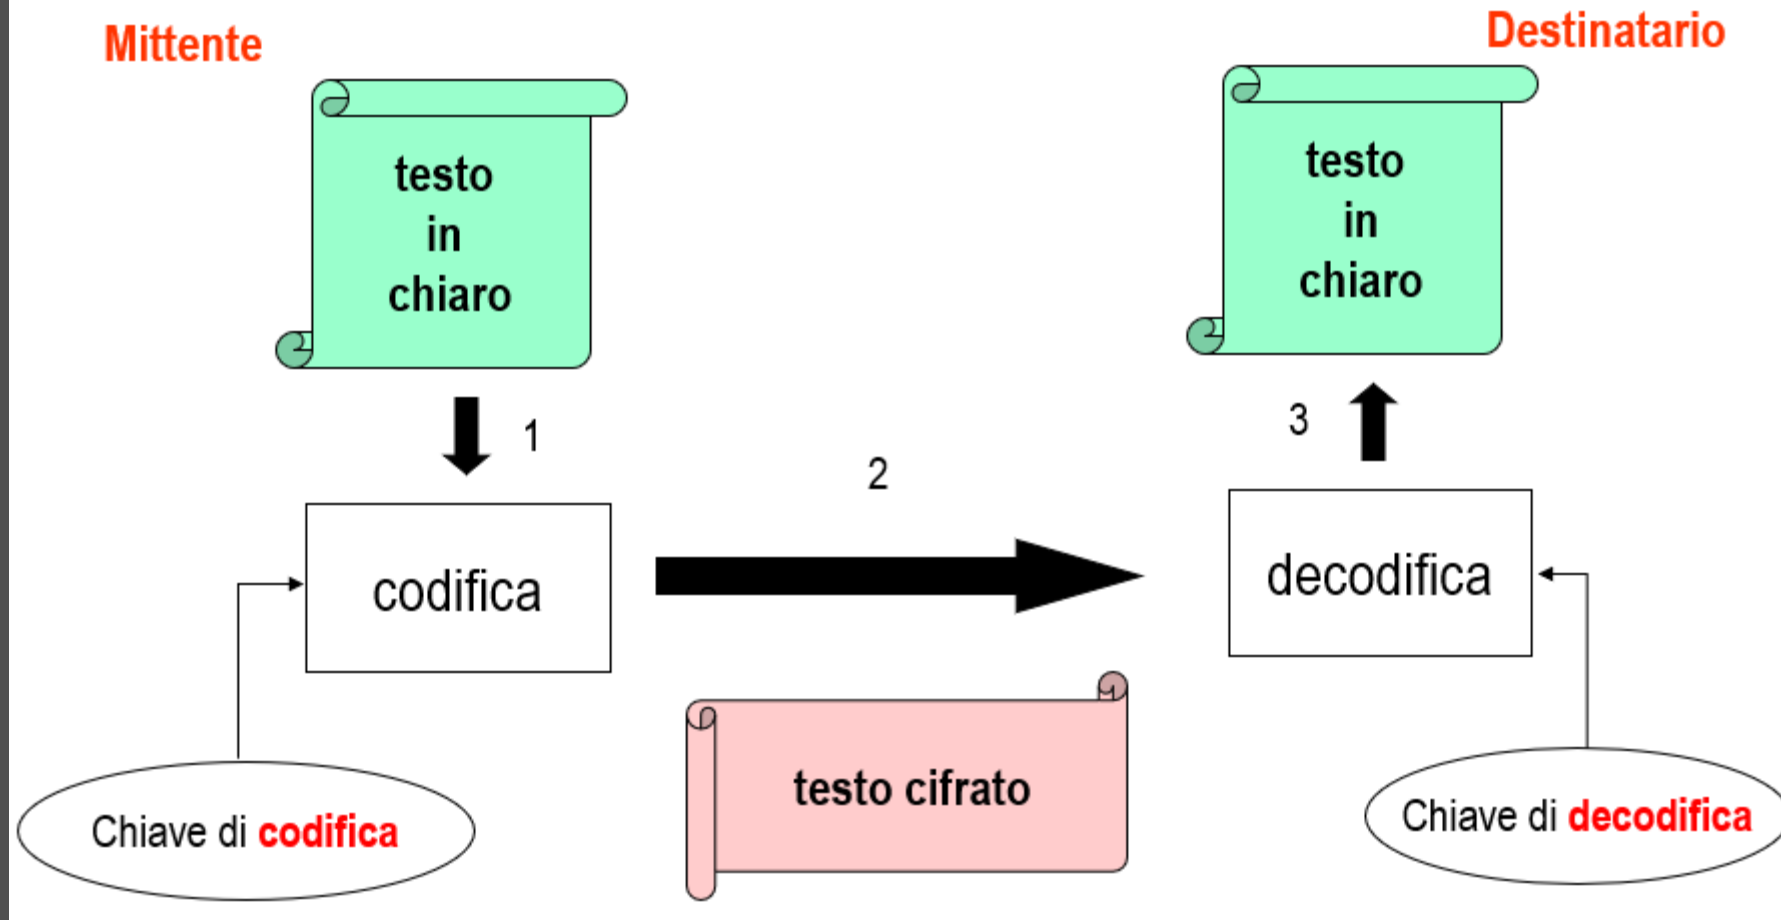 Mittente
Destinatario
testo
in
chiaro
testo
in
chiaro
1
2
3
codifica
decodifica
Chiave di codifica
testo cifrato
Chiave di decodifica